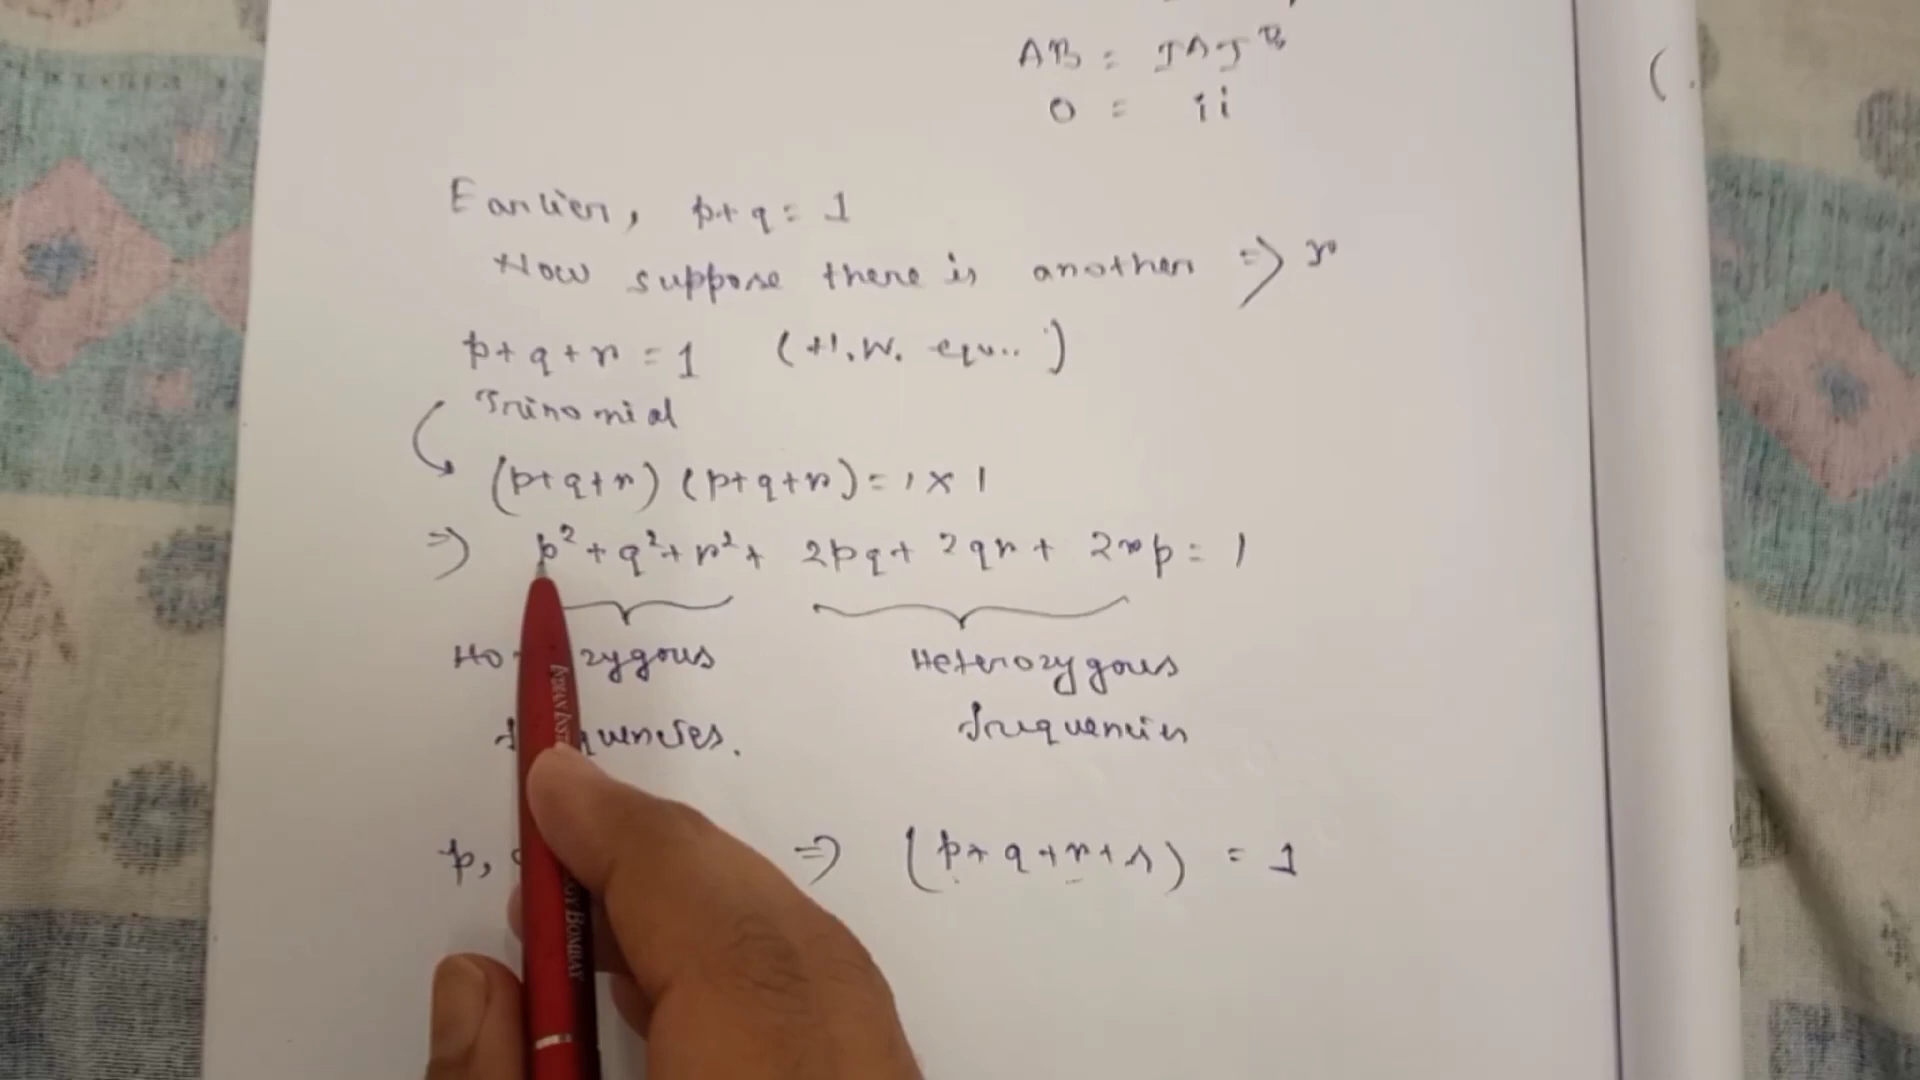 AB = IAIB
O = ii
(
Earlier, p+q = 1
Now suppose there is another => r
p+q+r = 1 (H.W. equ..)
Trinomial
(p+q+r) (p+q+r) = 1 x 1
=> p²+q²+r²+ 2pq+ 2qr+ 2rp = 1
zygous Heterozygous
quencies. frequencies
p, => (p+q+r+s) = 1